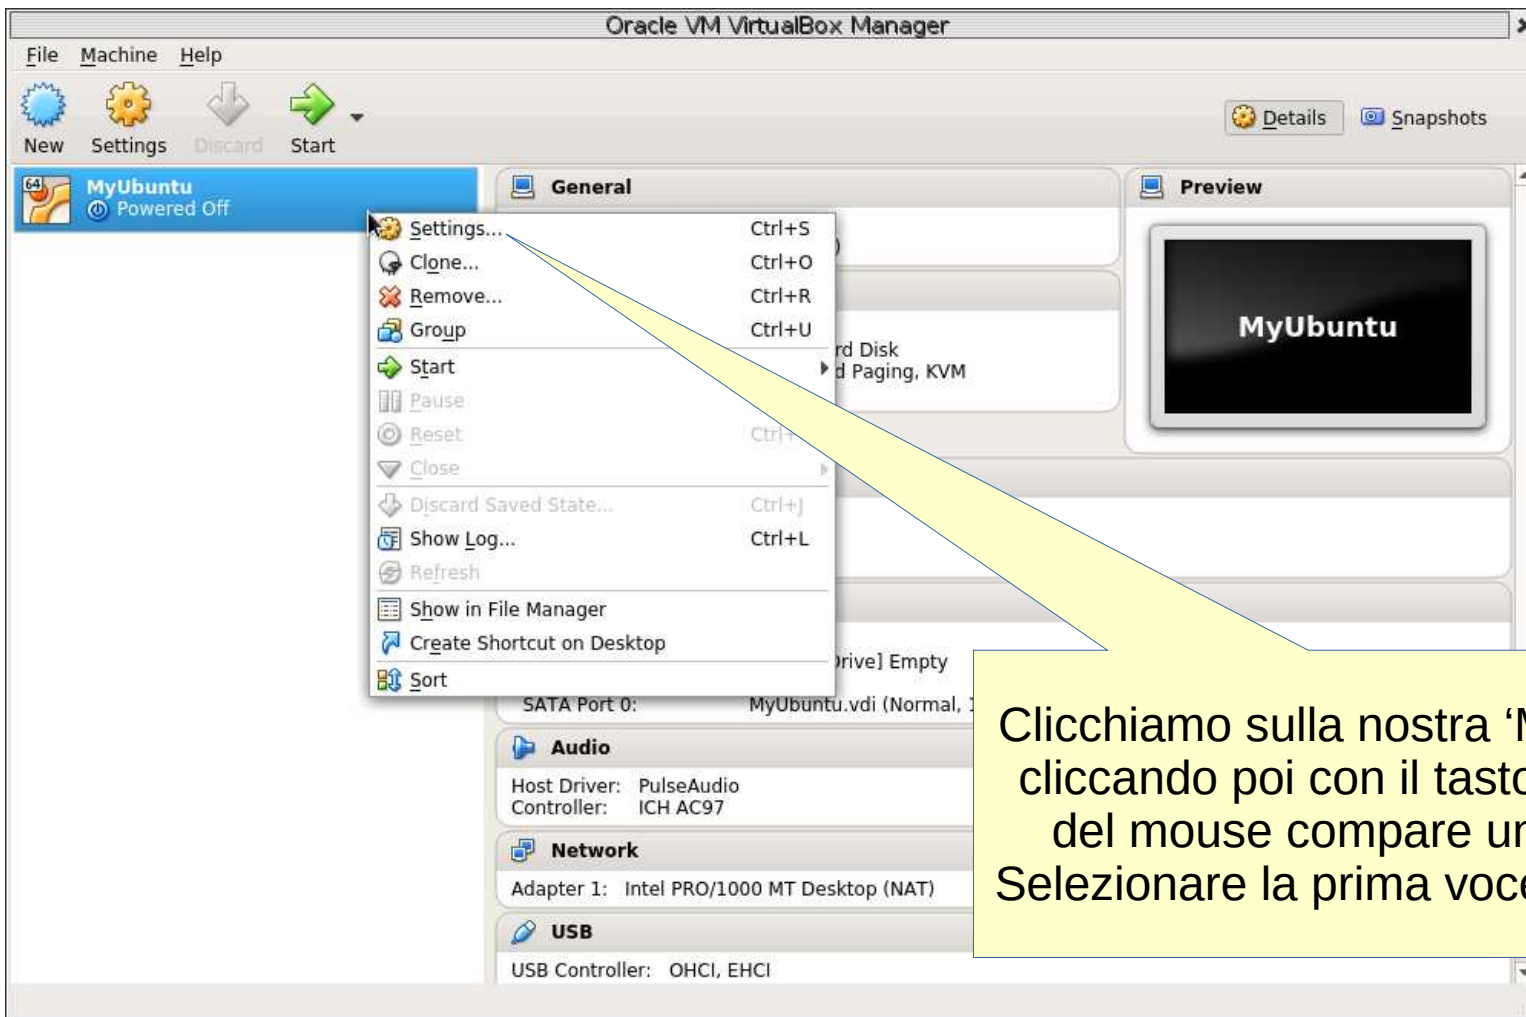 Oracle VM VirtualBox Manager
File Machine Help
New Settings Discard Start
Details Snapshots
64
MyUbuntu
Powered Off
General
Preview
MyUbuntu
Settings... Ctrl+S
Clone... Ctrl+O
Remove... Ctrl+R
Group Ctrl+U
Start
Pause
Reset Ctrl+
Close
Discard Saved State... Ctrl+J
Show Log... Ctrl+L
Refresh
Show in File Manager
Create Shortcut on Desktop
Sort
)
rd Disk
d Paging, KVM
Drive] Empty
SATA Port 0: MyUbuntu.vdi (Normal,
Audio
Host Driver: PulseAudio
Controller: ICH AC97
Network
Adapter 1: Intel PRO/1000 MT Desktop (NAT)
USB
USB Controller: OHCI, EHCI
Clicchiamo sulla nostra ‘M
cliccando poi con il tasto
del mouse compare un
Selezionare la prima voce